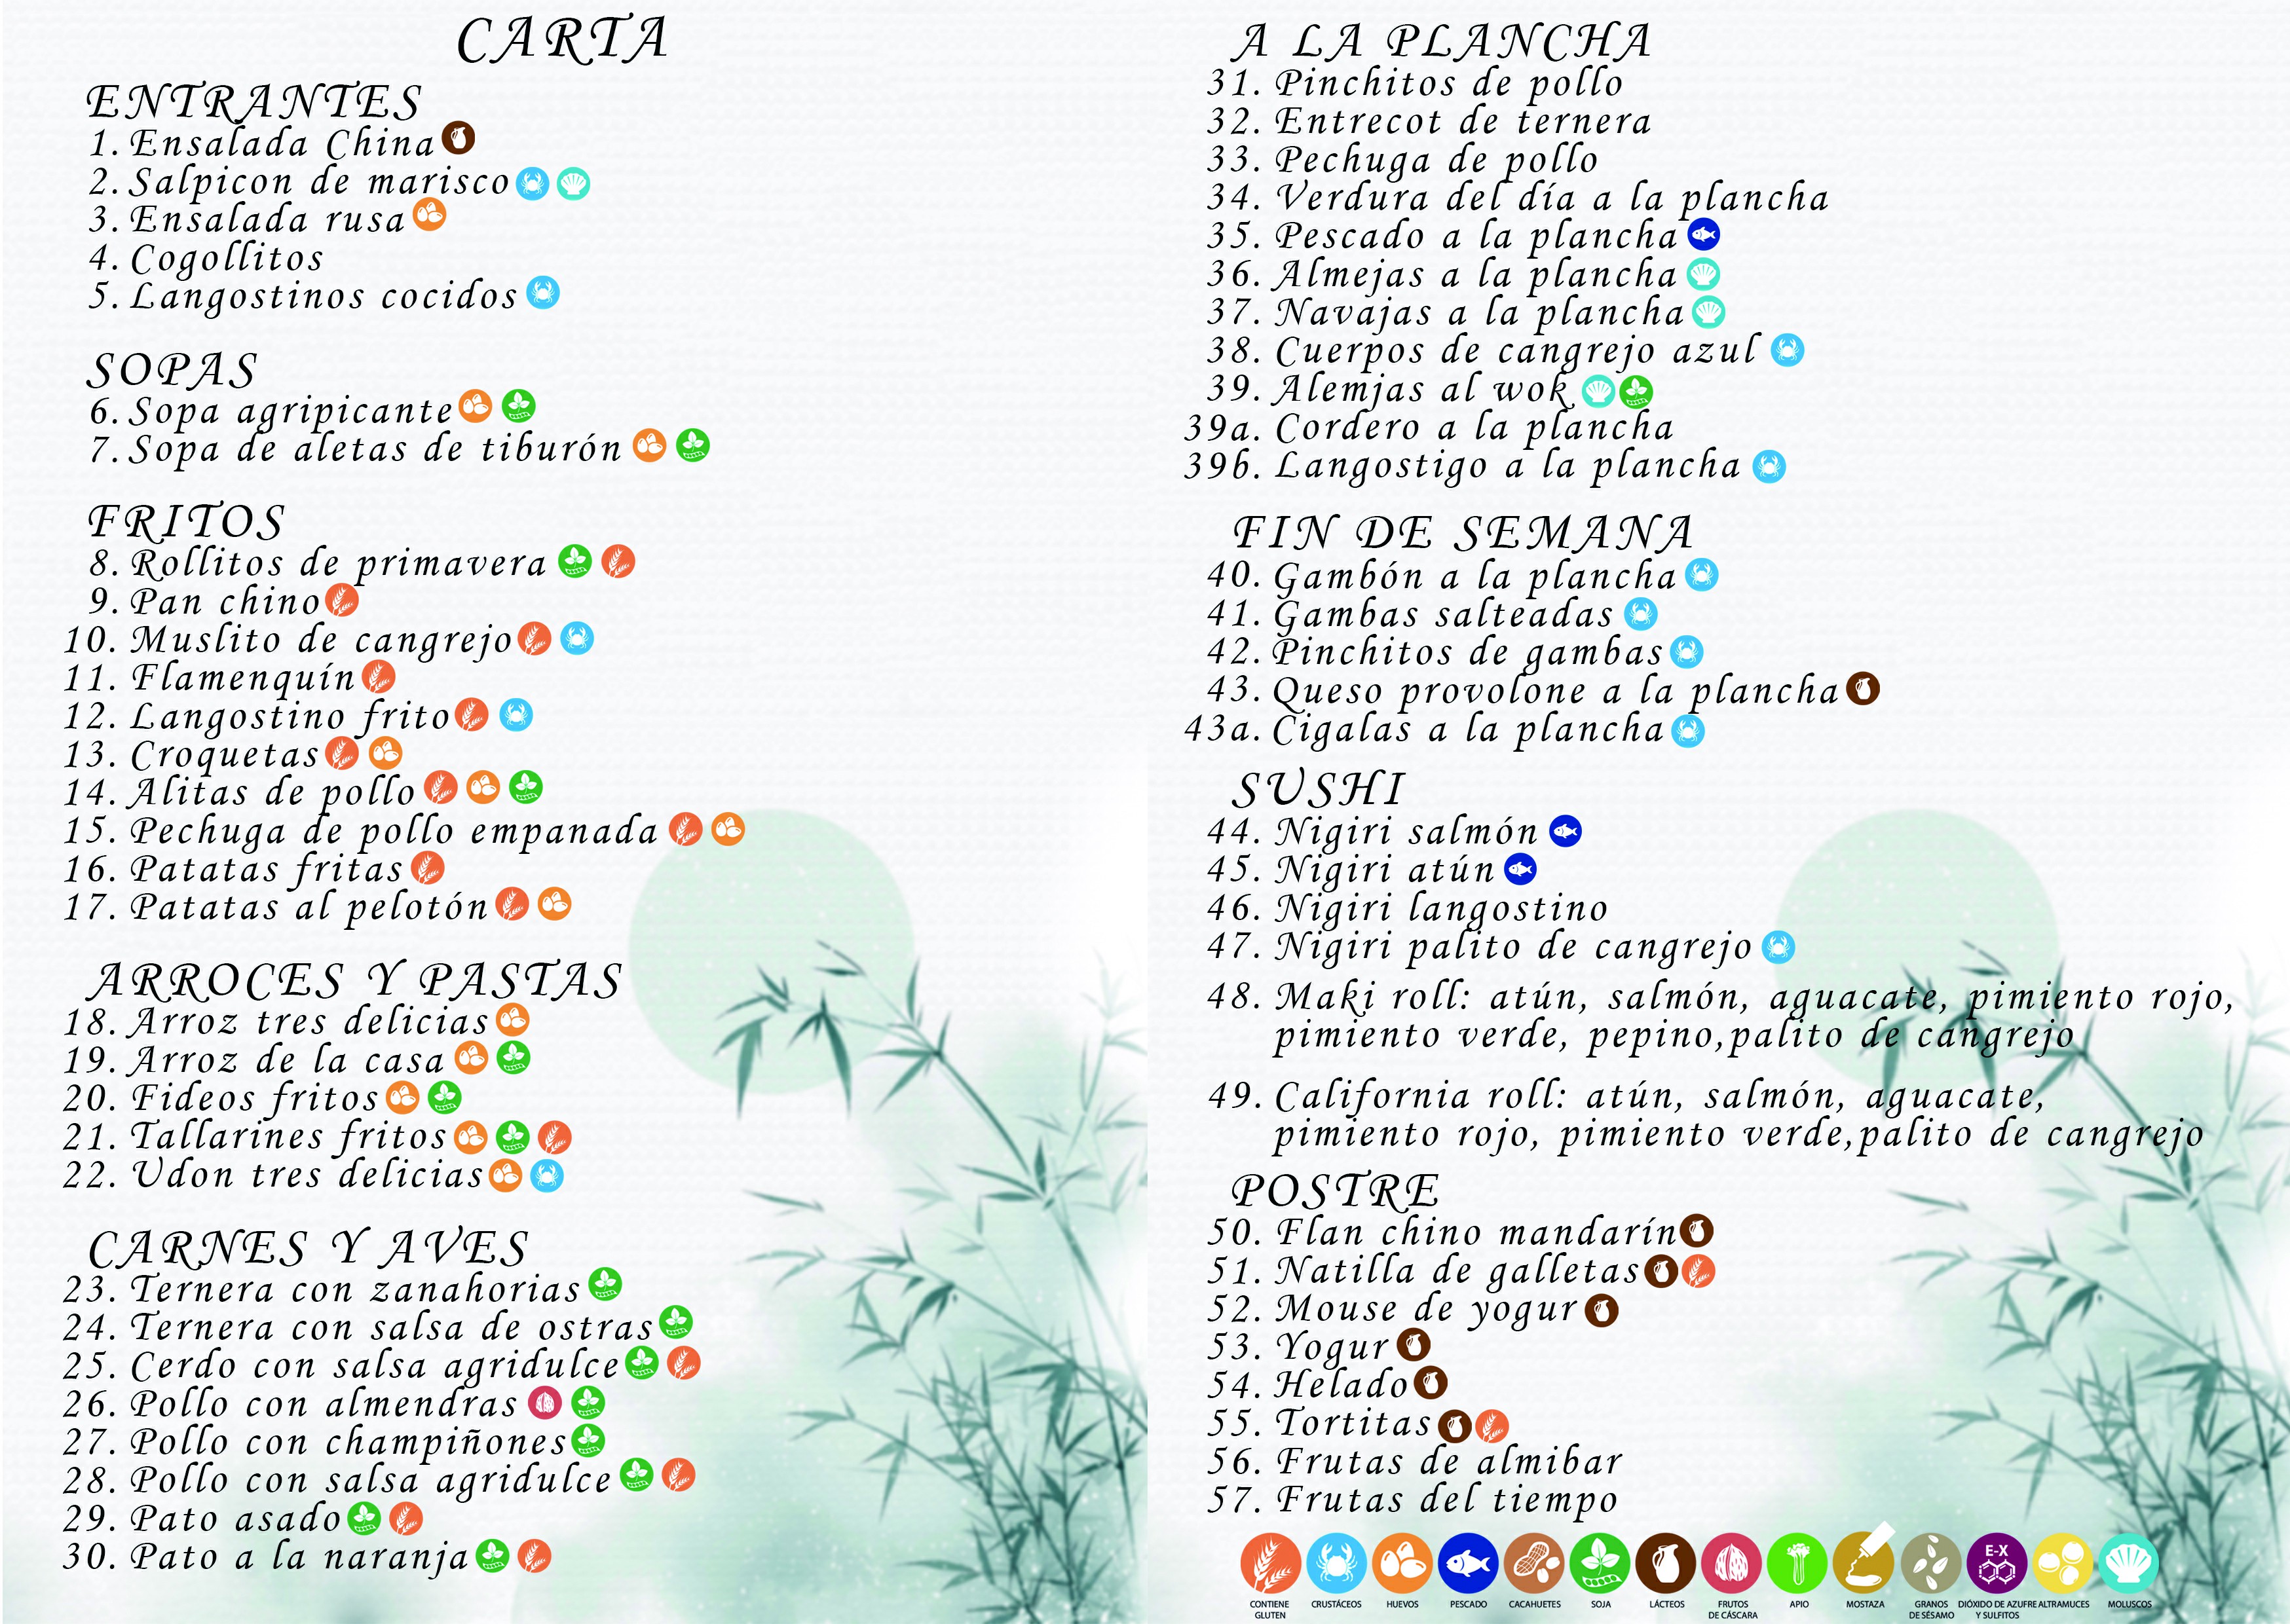 CARTA
ENTRANTES
1. Ensalada China
2. Salpicon de marisco
3. Ensalada rusa
4. Cogollitos
5. Langostinos cocidos
SOPAS
6. Sopa agripicante
7. Sopa de aletas de tiburón
FRITOS
8. Rollitos de primavera
9. Pan chino
10. Muslito de cangrejo
11. Flamenquín
12. Langostino frito
13. Croquetas
14. Alitas de pollo
15. Pechuga de pollo empanada
16. Patatas fritas
17. Patatas al pelotón
ARROCES Y PASTAS
18. Arroz tres delicias
19. Arroz de la casa
20. Fideos fritos
21. Tallarines fritos
22. Udon tres delicias
CARNES Y AVES
23. Ternera con zanahorias
24. Ternera con salsa de ostras
25. Cerdo con salsa agridulce
26. Pollo con almendras
27. Pollo con champiñones
28. Pollo con salsa agridulce
29. Pato asado
30. Pato a la naranja
A LA PLANCHA
31. Pinchitos de pollo
32. Entrecot de ternera
33. Pechuga de pollo
34. Verdura del día a la plancha
35. Pescado a la plancha
36. Almejas a la plancha
37. Navajas a la plancha
38. Cuerpos de cangrejo azul
39. Alemjas al wok
39a. Cordero a la plancha
39b. Langostigo a la plancha
FIN DE SEMANA
40. Gambón a la plancha
41. Gambas salteadas
42. Pinchitos de gambas
43. Queso provolone a la plancha
43a. Cigalas a la plancha
SUSHI
44. Nigiri salmón
45. Nigiri atún
46. Nigiri langostino
47. Nigiri palito de cangrejo
48. Maki roll: atún, salmón, aguacate, pimiento rojo,
pimiento verde, pepino,palito de cangrejo
49. California roll: atún, salmón, aguacate,
pimiento rojo, pimiento verde,palito de cangrejo
POSTRE
50. Flan chino mandarín
51. Natilla de galletas
52. Mouse de yogur
53. Yogur
54. Helado
55. Tortitas
56. Frutas de almibar
57. Frutas del tiempo
E-X
CONTIENE GLUTEN
CRUSTÁCEOS
HUEVOS
PESCADO
CACAHUETES
SOJA
LÁCTEOS
FRUTOS DE CÁSCARA
APIO
MOSTAZA
GRANOS DE SÉSAMO
DIÓXIDO DE AZUFRE Y SULFITOS
ALTRAMUCES
MOLUSCOS